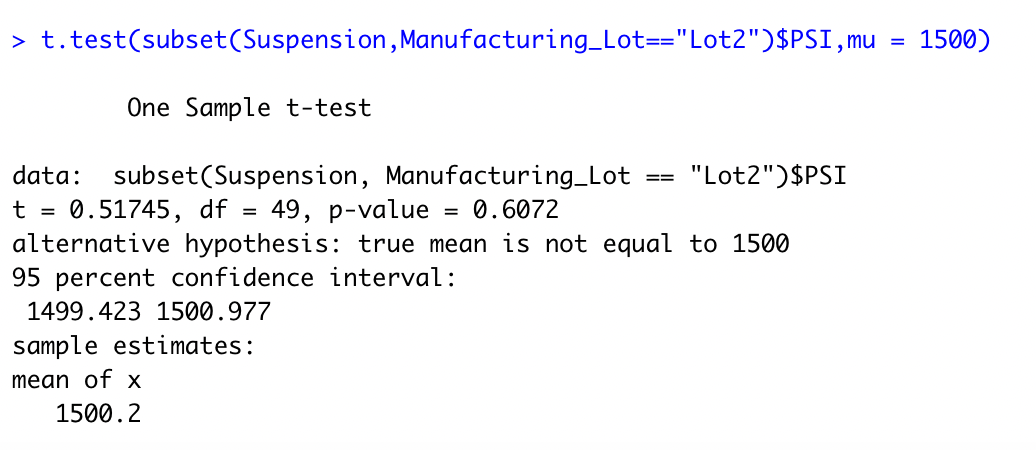 > t.test(subset(Suspension,Manufacturing_Lot=="Lot2")$PSI,mu = 1500)
One Sample t-test
data:  subset(Suspension, Manufacturing_Lot == "Lot2")$PSI
t = 0.51745, df = 49, p-value = 0.6072
alternative hypothesis: true mean is not equal to 1500
95 percent confidence interval:
1499.423 1500.977
sample estimates:
mean of x
1500.2